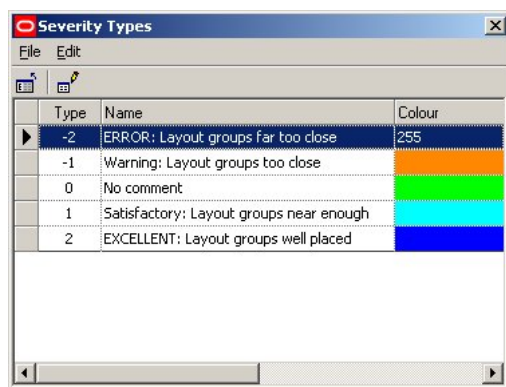 Severity Types
File Edit
Type Name Colour
-2 ERROR: Layout groups far too close 255
-1 Warning: Layout groups too close
0 No comment
1 Satisfactory: Layout groups near enough
2 EXCELLENT: Layout groups well placed